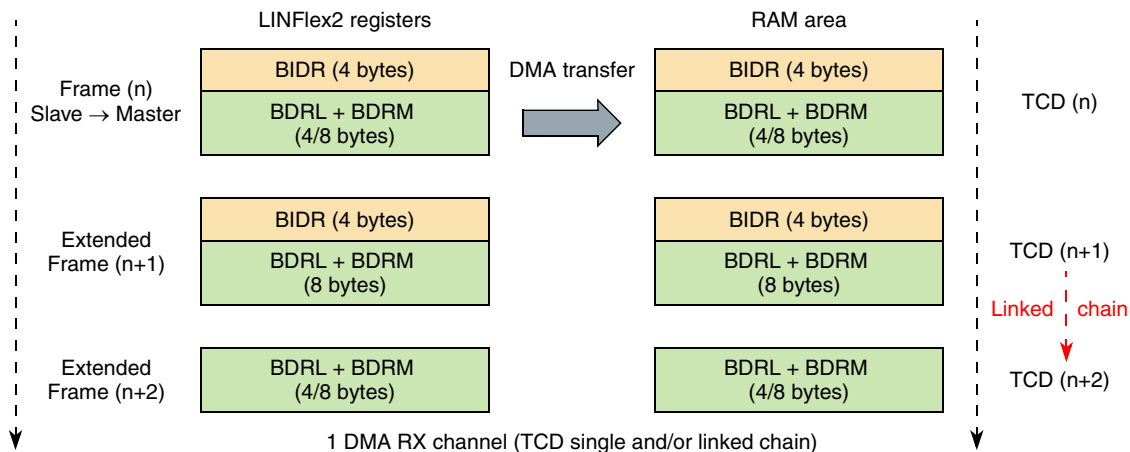 LINFlex2 registers
RAM area
Frame (n)
Slave → Master
BIDR (4 bytes)
BDRL + BDRM
(4/8 bytes)
DMA transfer
BIDR (4 bytes)
BDRL + BDRM
(4/8 bytes)
TCD (n)
Extended
Frame (n+1)
BIDR (4 bytes)
BDRL + BDRM
(8 bytes)
BIDR (4 bytes)
BDRL + BDRM
(8 bytes)
TCD (n+1)
Linked chain
Extended
Frame (n+2)
BDRL + BDRM
(4/8 bytes)
BDRL + BDRM
(4/8 bytes)
TCD (n+2)
1 DMA RX channel (TCD single and/or linked chain)